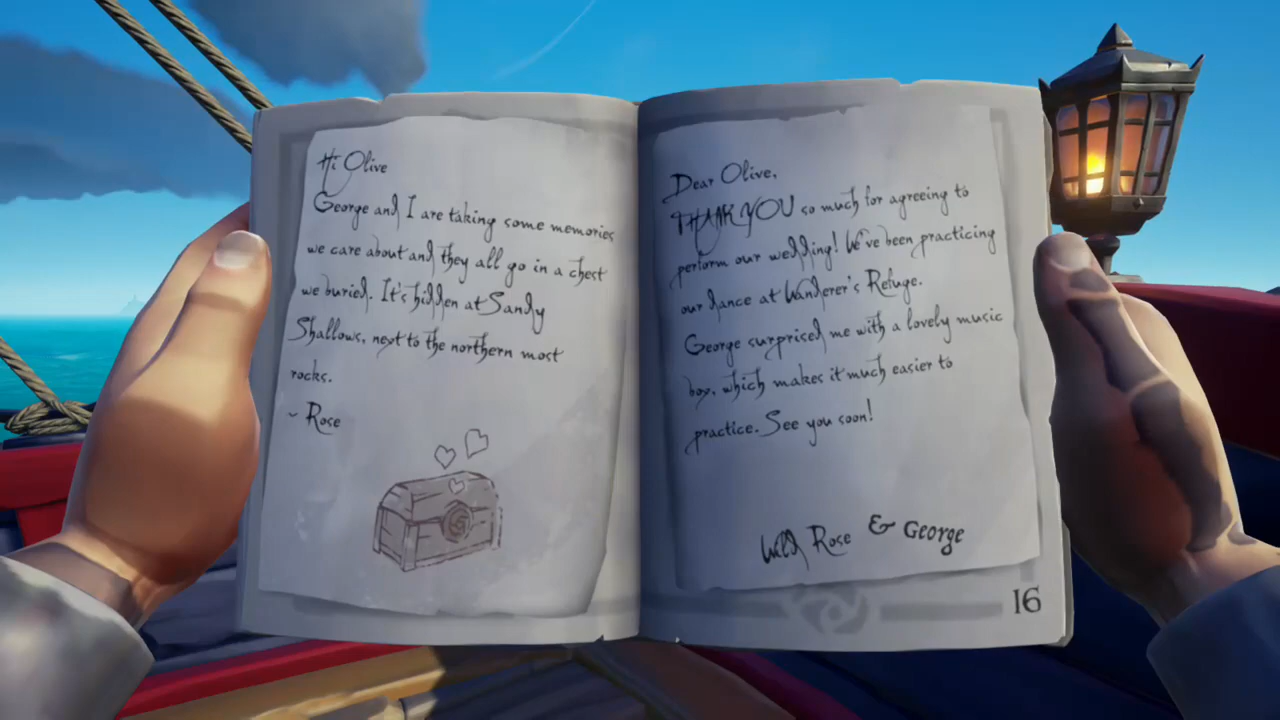 Hi Olive
George and I are taking some memories
we care about and they all go in a chest
we buried. It's hidden at Sandy
Shallows, next to the northern most
rocks.
~ Rose
Dear Olive,
THANK YOU so much for agreeing to
perform our wedding! We've been practicing
our dance at Wanderer's Refuge.
George surprised me with a lovely music
box, which makes it much easier to
practice. See you soon!
Wild Rose & George
16